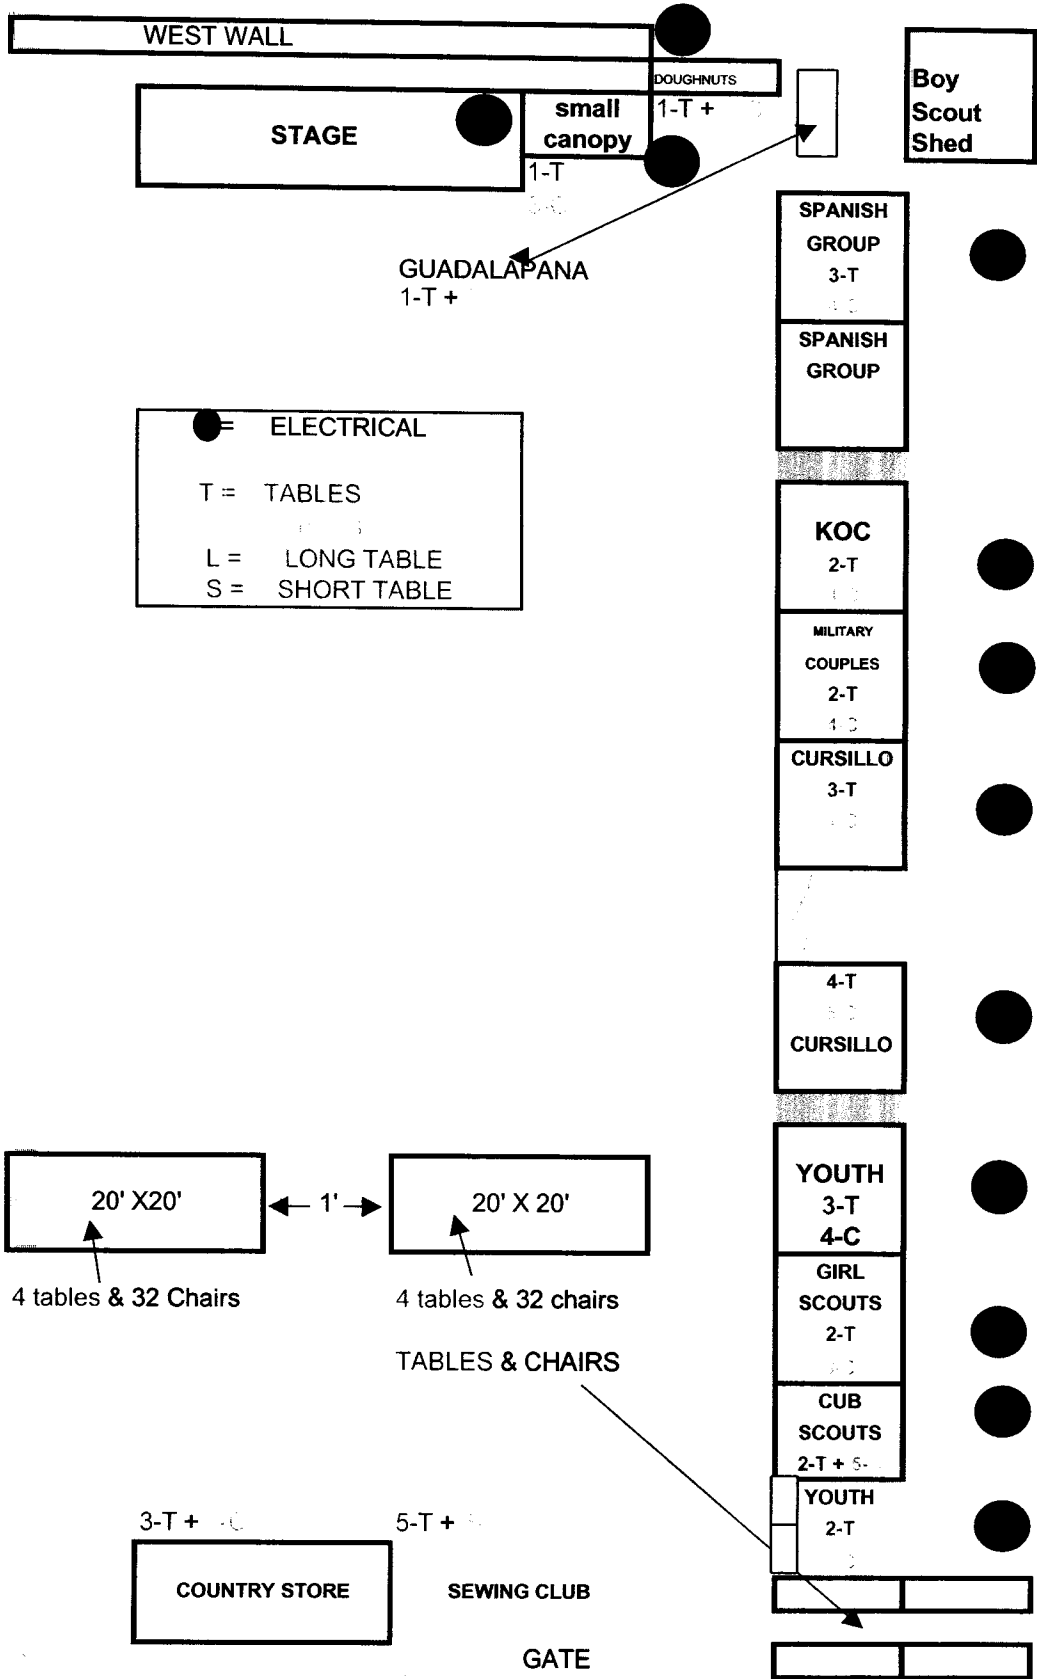 WEST WALL
DOUGHNUTS
1-T +
Boy
Scout
Shed
STAGE
small
canopy
1-T
GUADALAPANA
1-T +
SPANISH
GROUP
3-T
SPANISH
GROUP
= ELECTRICAL
T = TABLES
L = LONG TABLE
S = SHORT TABLE
KOC
2-T
MILITARY
COUPLES
2-T
4-C
CURSILLO
3-T
4-T
CURSILLO
20' X20'
1'
20' X 20'
4 tables & 32 Chairs
4 tables & 32 chairs
TABLES & CHAIRS
YOUTH
3-T
4-C
GIRL
SCOUTS
2-T
CUB
SCOUTS
2-T + 5-
YOUTH
2-T
3-T +
5-T +
COUNTRY STORE
SEWING CLUB
GATE